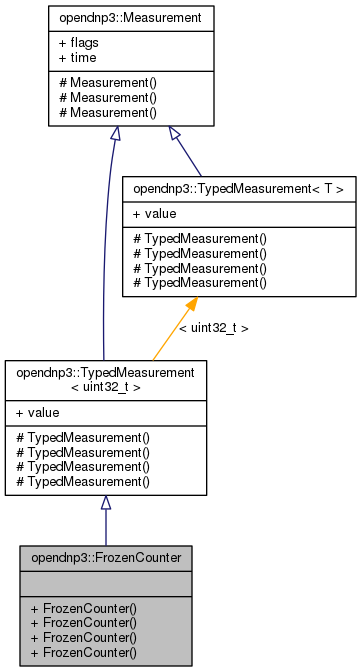 opendnp3::Measurement
+ flags
+ time
# Measurement()
# Measurement()
# Measurement()
opendnp3::TypedMeasurement< T >
+ value
# TypedMeasurement()
# TypedMeasurement()
# TypedMeasurement()
# TypedMeasurement()
< uint32_t >
opendnp3::TypedMeasurement
< uint32_t >
+ value
# TypedMeasurement()
# TypedMeasurement()
# TypedMeasurement()
# TypedMeasurement()
opendnp3::FrozenCounter
+ FrozenCounter()
+ FrozenCounter()
+ FrozenCounter()
+ FrozenCounter()